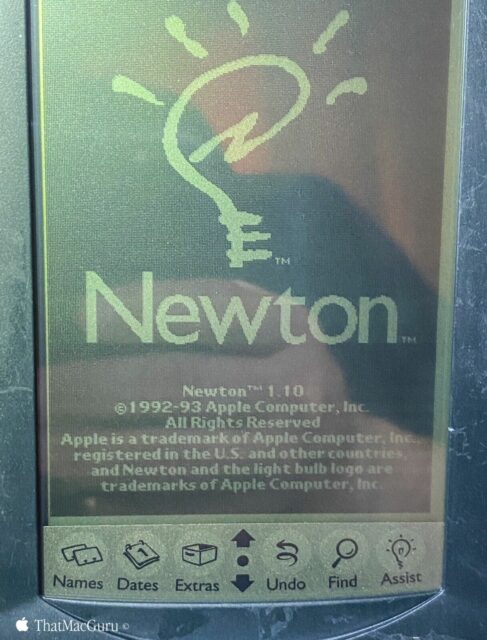 ™
Newton™
Newton™ 1.10
©1992-93 Apple Computer, Inc.
All Rights Reserved
Apple is a trademark of Apple Computer, Inc.,
registered in the U.S. and other countries,
and Newton and the light bulb logo are
trademarks of Apple Computer, Inc.
Names Dates Extras Undo Find Assist
ThatMacGuru ©